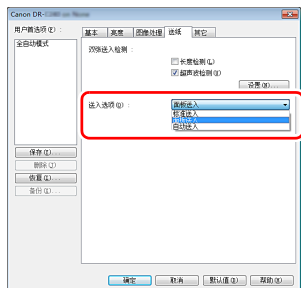 Canon DR-
用户首选项(E)：
全自动模式
保存(S)...
删除(T)
恢复(R)...
备份(U)...
基本 亮度 图像处理 送纸 其它
双张送入检测：
长度检测(L)
超声波检测(U)
设置(N)...
送入选项(O)： 面板送入
标准送入
面板送入
自动送入
确定 取消 默认值(D) 帮助(H)